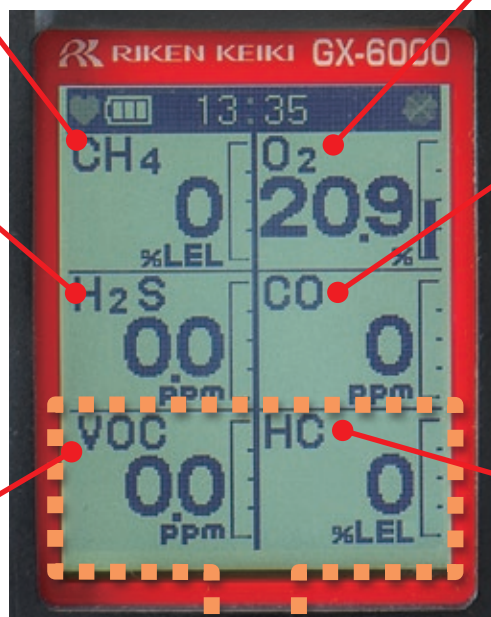 RIKEN KEIKI GX-6000
13:35
CH4
0
%LEL
O2
20.9
%
H2S
0.0
ppm
CO
0
ppm
VOC
0.0
ppm
HC
0
%LEL